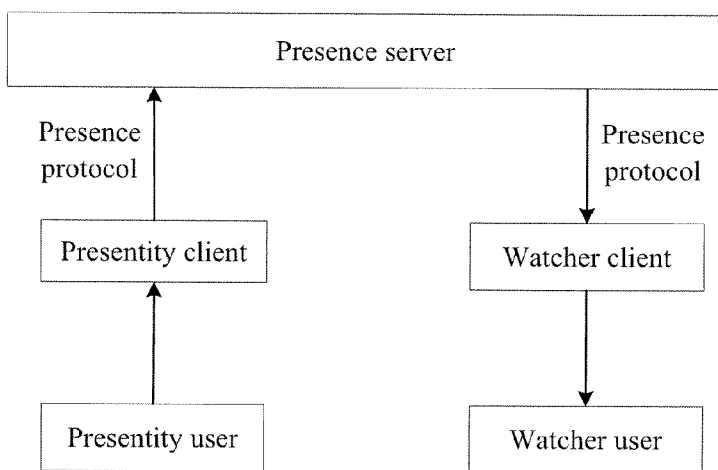 Presence server
Presence
protocol
Presence
protocol
Presentity client
Watcher client
Presentity user
Watcher user